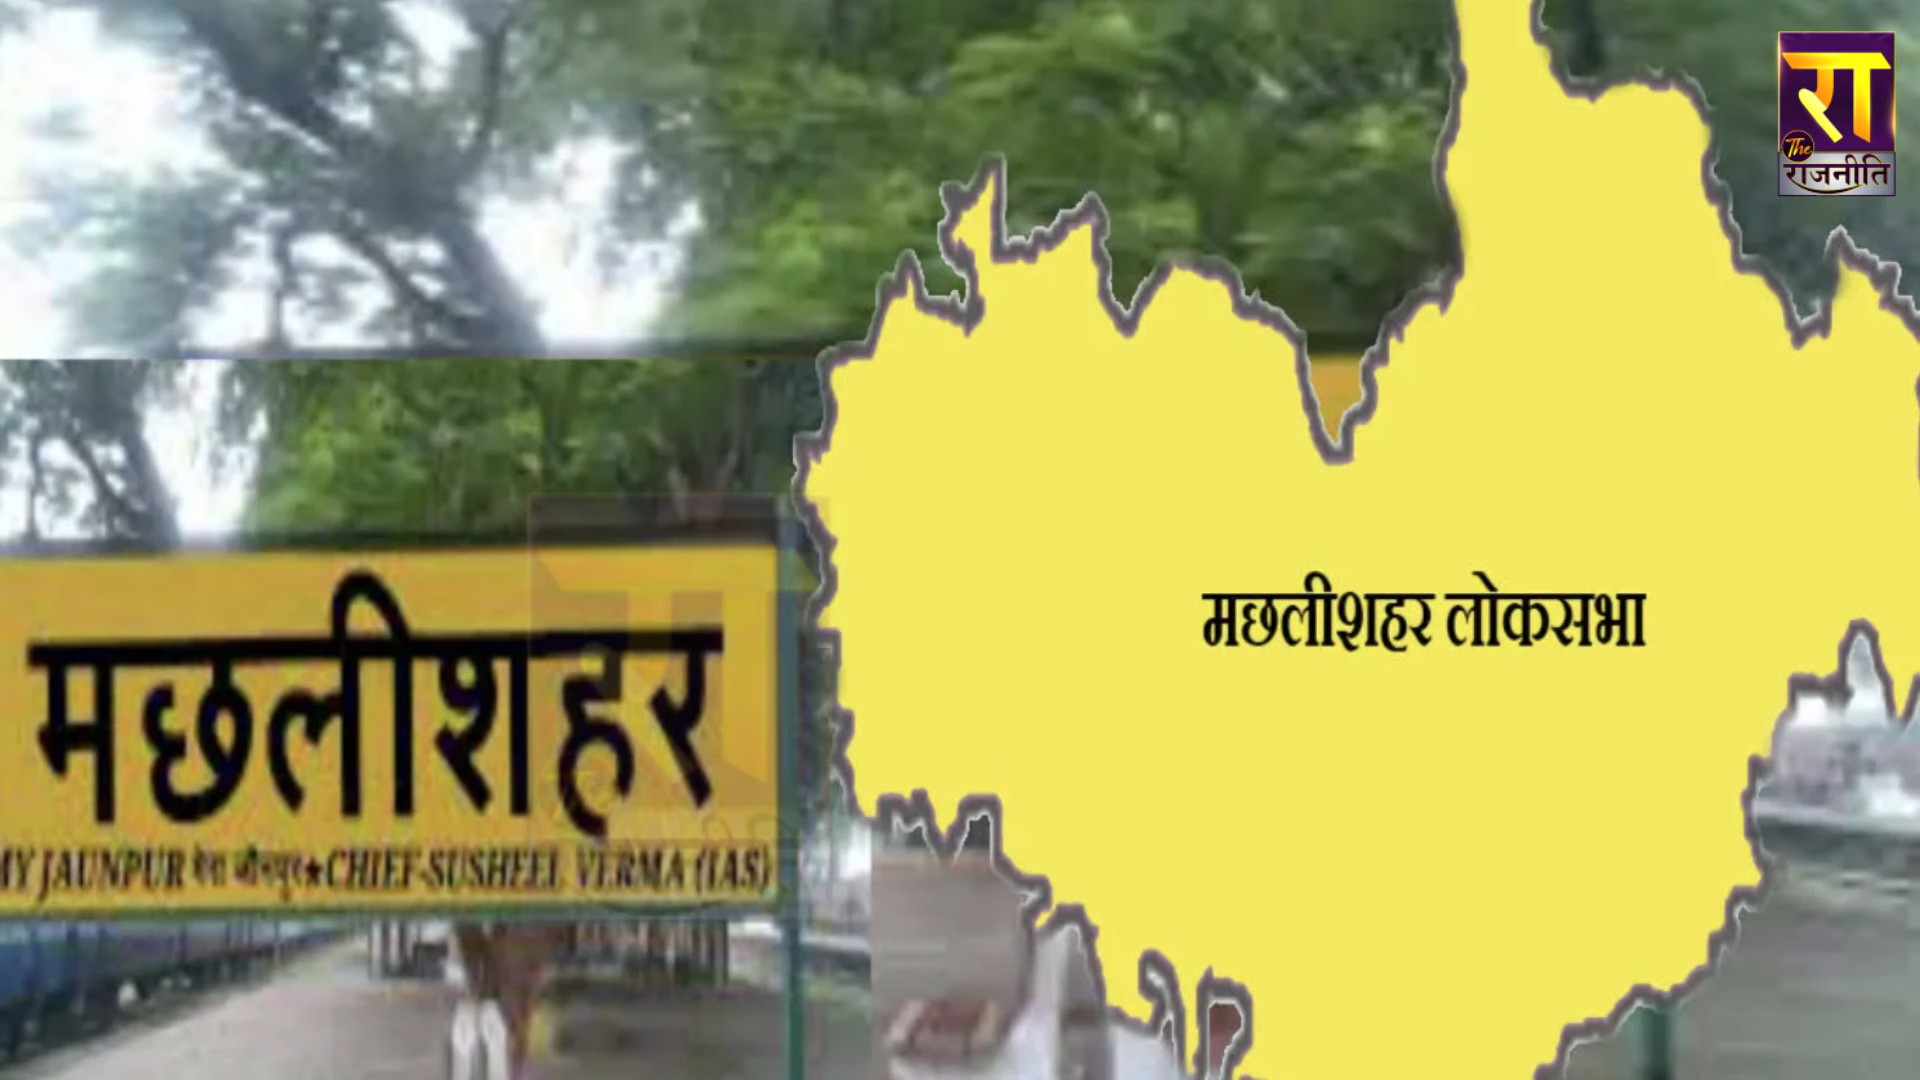 रा
The
राजनीति
मछलीशहर लोकसभा
मछलीशहर
MY JAUNPUR मेरा जौनपुर★CHIEF-SUSHEEL VERMA (IAS)